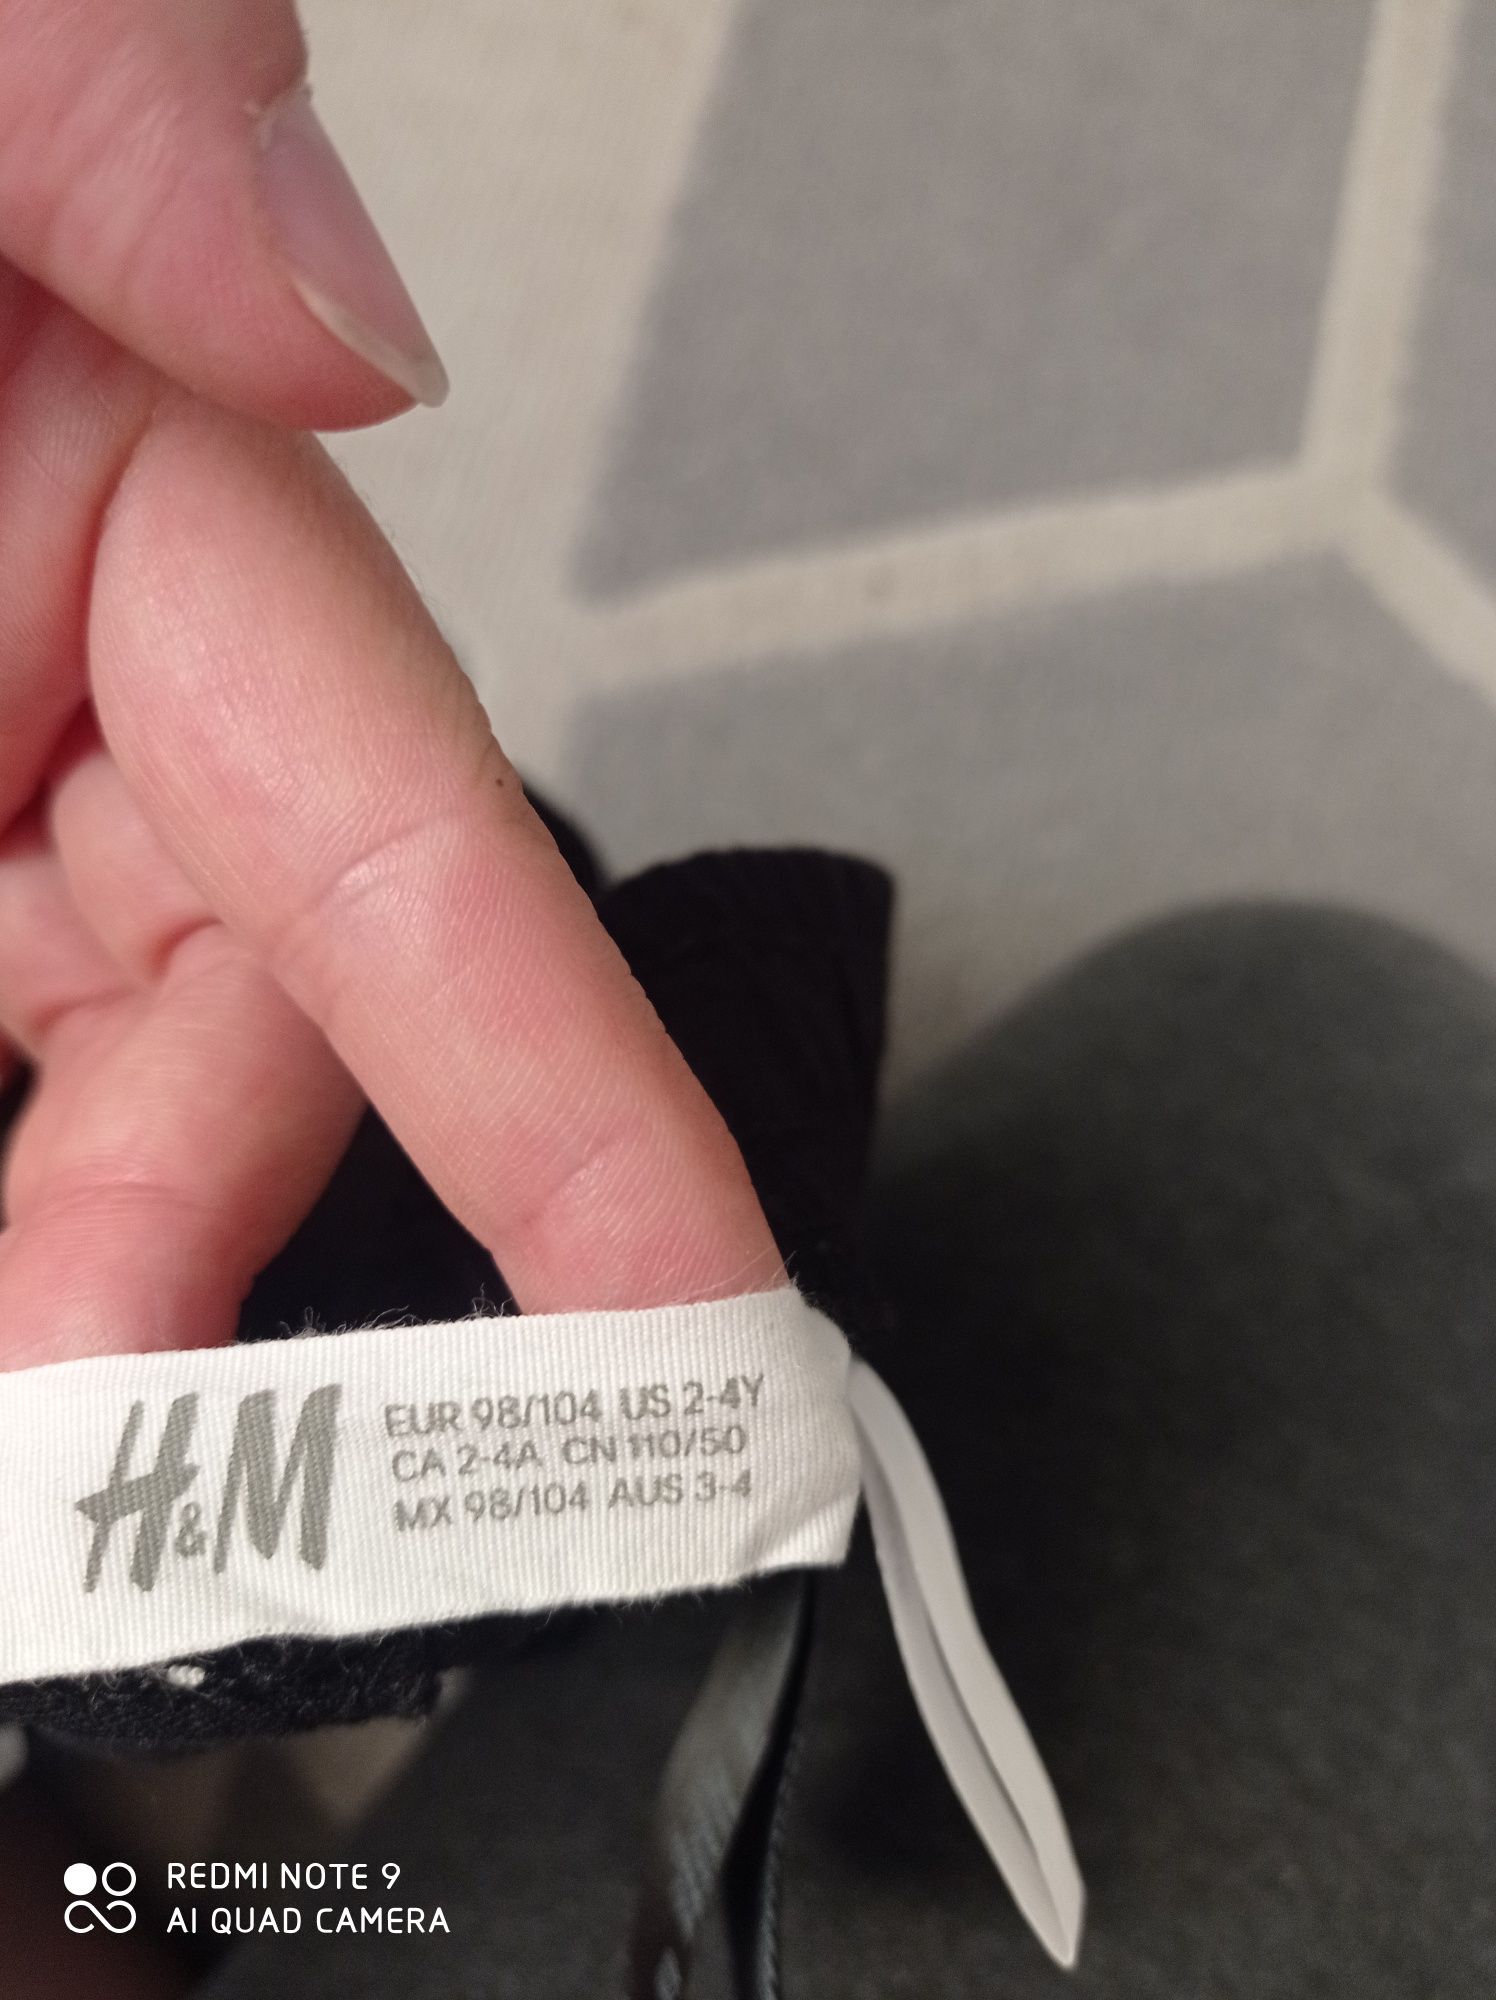 H&M
EUR 98/104 US 2-4Y
CA 2-4A CN 110/50
MX 98/104 AUS 3-4
REDMI NOTE 9
AI QUAD CAMERA